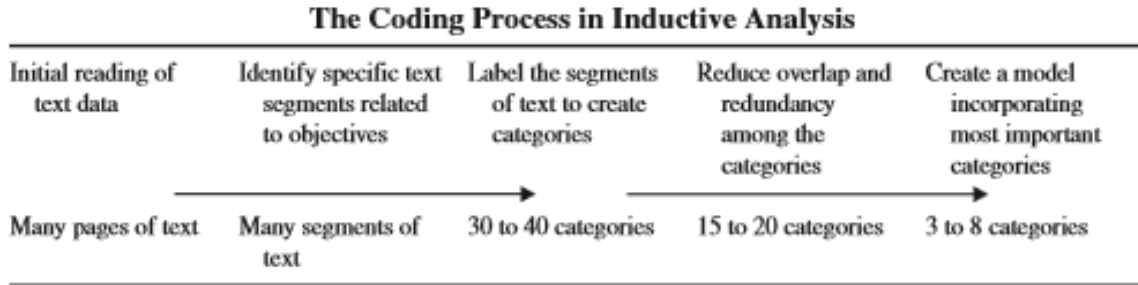 The Coding Process in Inductive Analysis
Initial reading of text data
Identify specific text segments related to objectives
Label the segments of text to create categories
Reduce overlap and redundancy among the categories
Create a model incorporating most important categories
Many pages of text
Many segments of text
30 to 40 categories
15 to 20 categories
3 to 8 categories